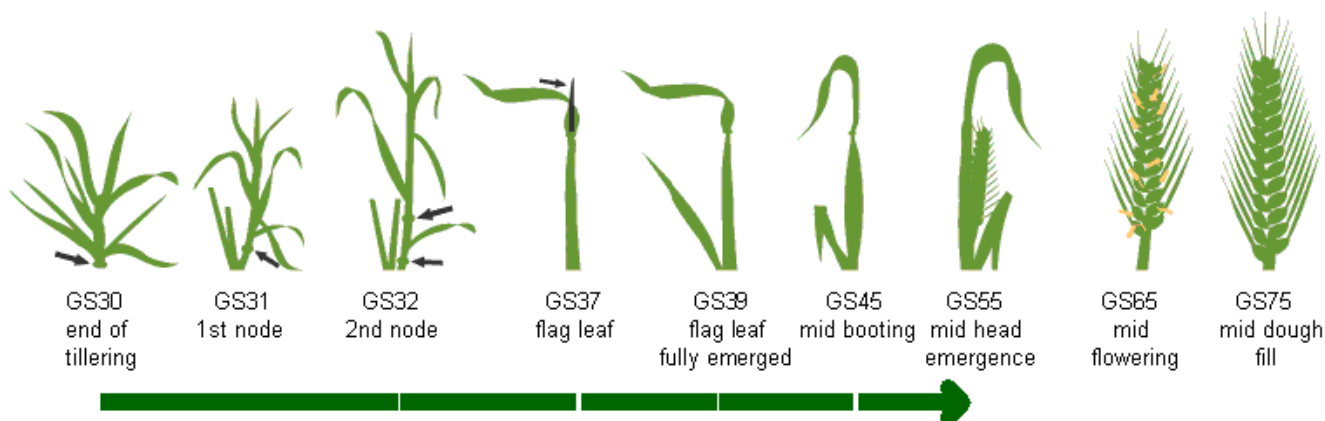 GS30
end of
tillering
GS31
1st node
GS32
2nd node
GS37
flag leaf
GS39
flag leaf
fully emerged
GS45
mid booting
GS55
mid head
emergence
GS65
mid
flowering
GS75
mid dough
fill